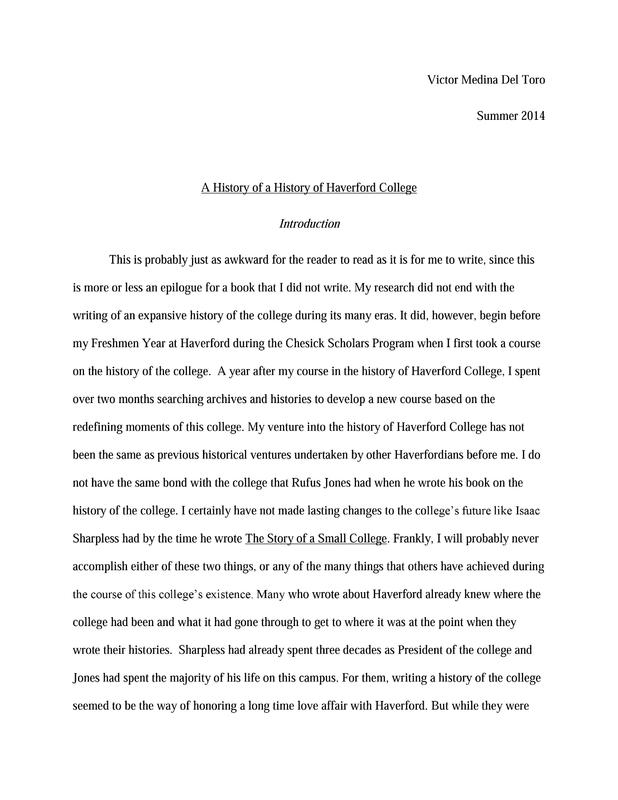 Victor Medina Del Toro
Summer 2014
A History of a History of Haverford College
Introduction
This is probably just as awkward for the reader to read as it is for me to write, since this
is more or less an epilogue for a book that I did not write. My research did not end with the
writing of an expansive history of the college during its many eras. It did, however, begin before
my Freshmen Year at Haverford during the Chesick Scholars Program when I first took a course
on the history of the college.  A year after my course in the history of Haverford College, I spent
over two months searching archives and histories to develop a new course based on the
redefining moments of this college. My venture into the history of Haverford College has not
been the same as previous historical ventures undertaken by other Haverfordians before me. I do
not have the same bond with the college that Rufus Jones had when he wrote his book on the
history of the college. I certainly have not made lasting changes to the college’s future like Isaac
Sharpless had by the time he wrote The Story of a Small College. Frankly, I will probably never
accomplish either of these two things, or any of the many things that others have achieved during
the course of this college’s existence. Many who wrote about Haverford already knew where the
college had been and what it had gone through to get to where it was at the point when they
wrote their histories.  Sharpless had already spent three decades as President of the college and
Jones had spent the majority of his life on this campus. For them, writing a history of the college
seemed to be the way of honoring a long time love affair with Haverford. But while they were